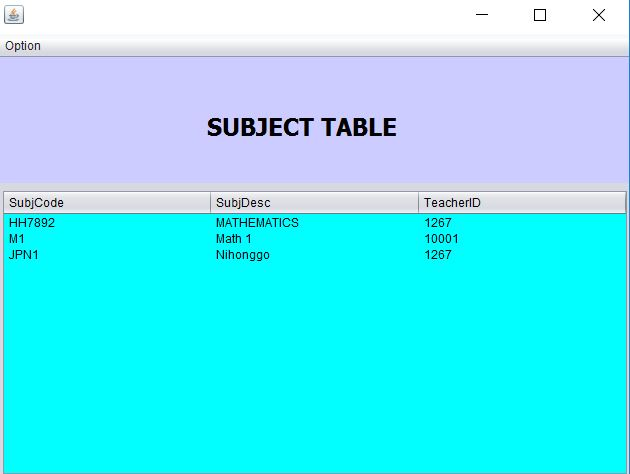 Option
SUBJECT TABLE
SubjCode SubjDesc TeacherID
HH7892 MATHEMATICS 1267
M1 Math 1 10001
JPN1 Nihonggo 1267